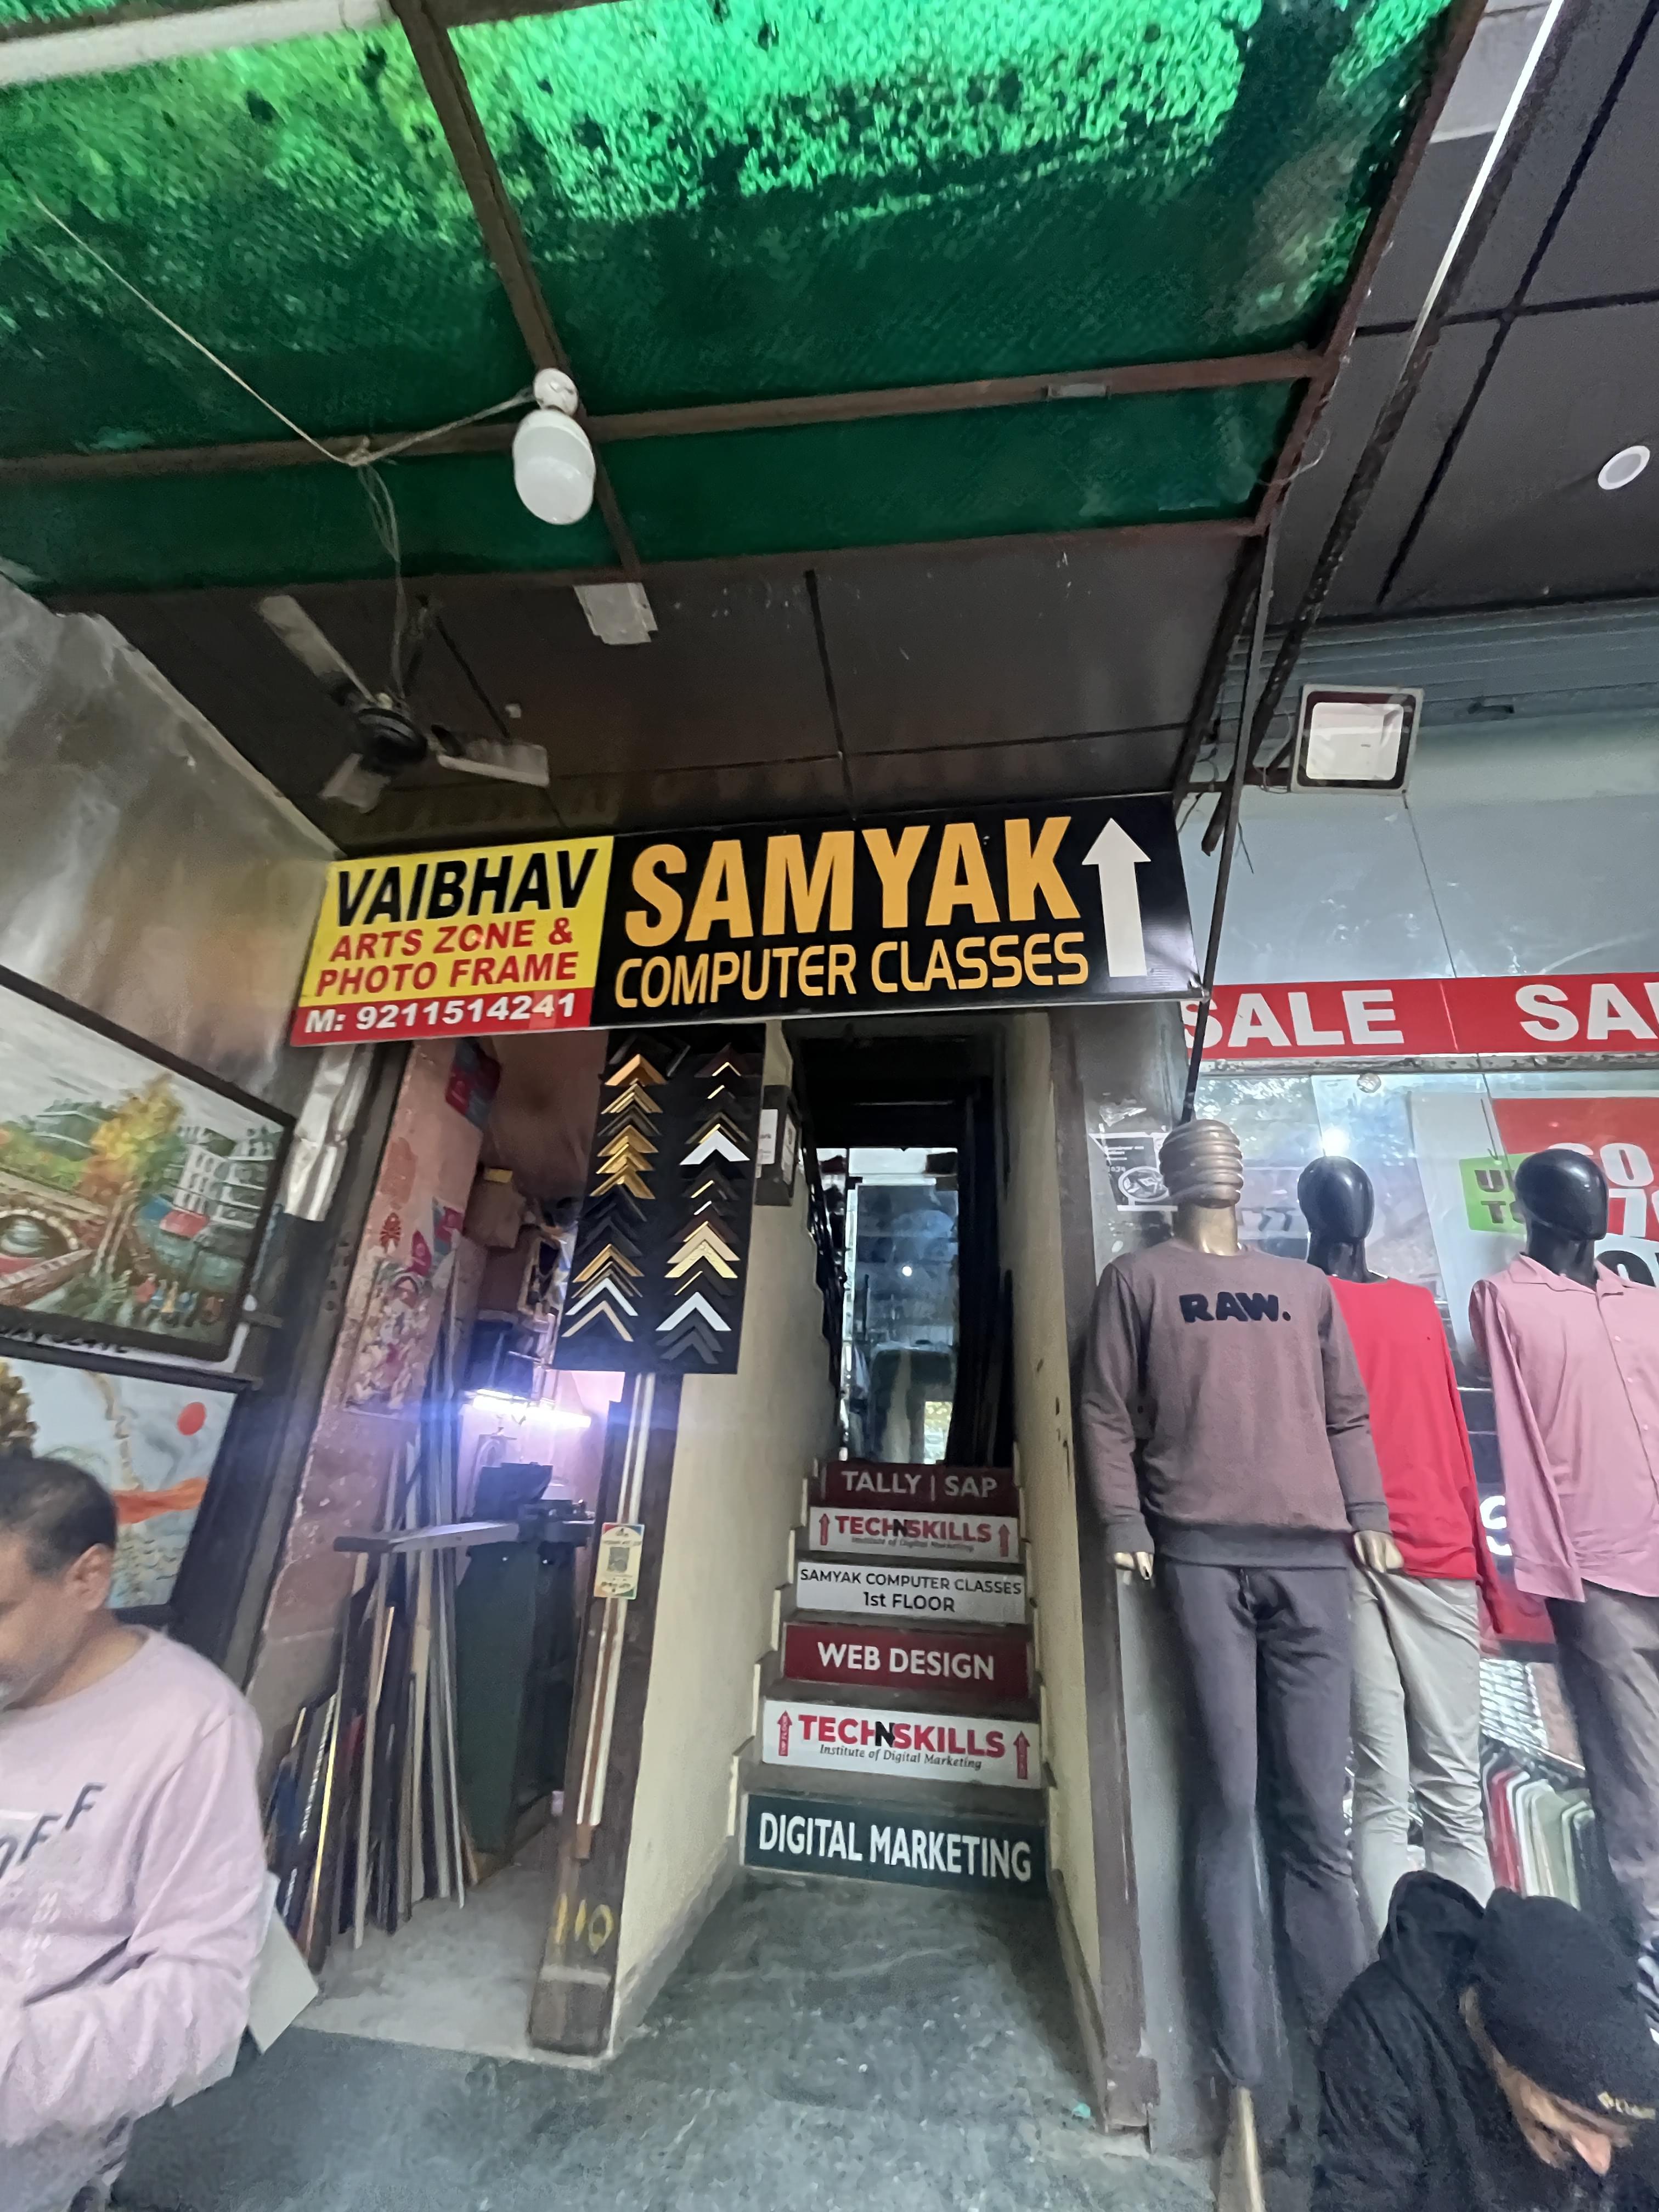 VAIBHAV
ARTS ZONE &
PHOTO FRAME
M: 9211514241
SAMYAK
COMPUTER CLASSES
SALE
RAW.
TALLY | SAP
TECHNSKILLS
Institute of Digital Marketing
SAMYAK COMPUTER CLASSES
1st FLOOR
WEB DESIGN
TECHNSKILLS
Institute of Digital Marketing
DIGITAL MARKETING
110